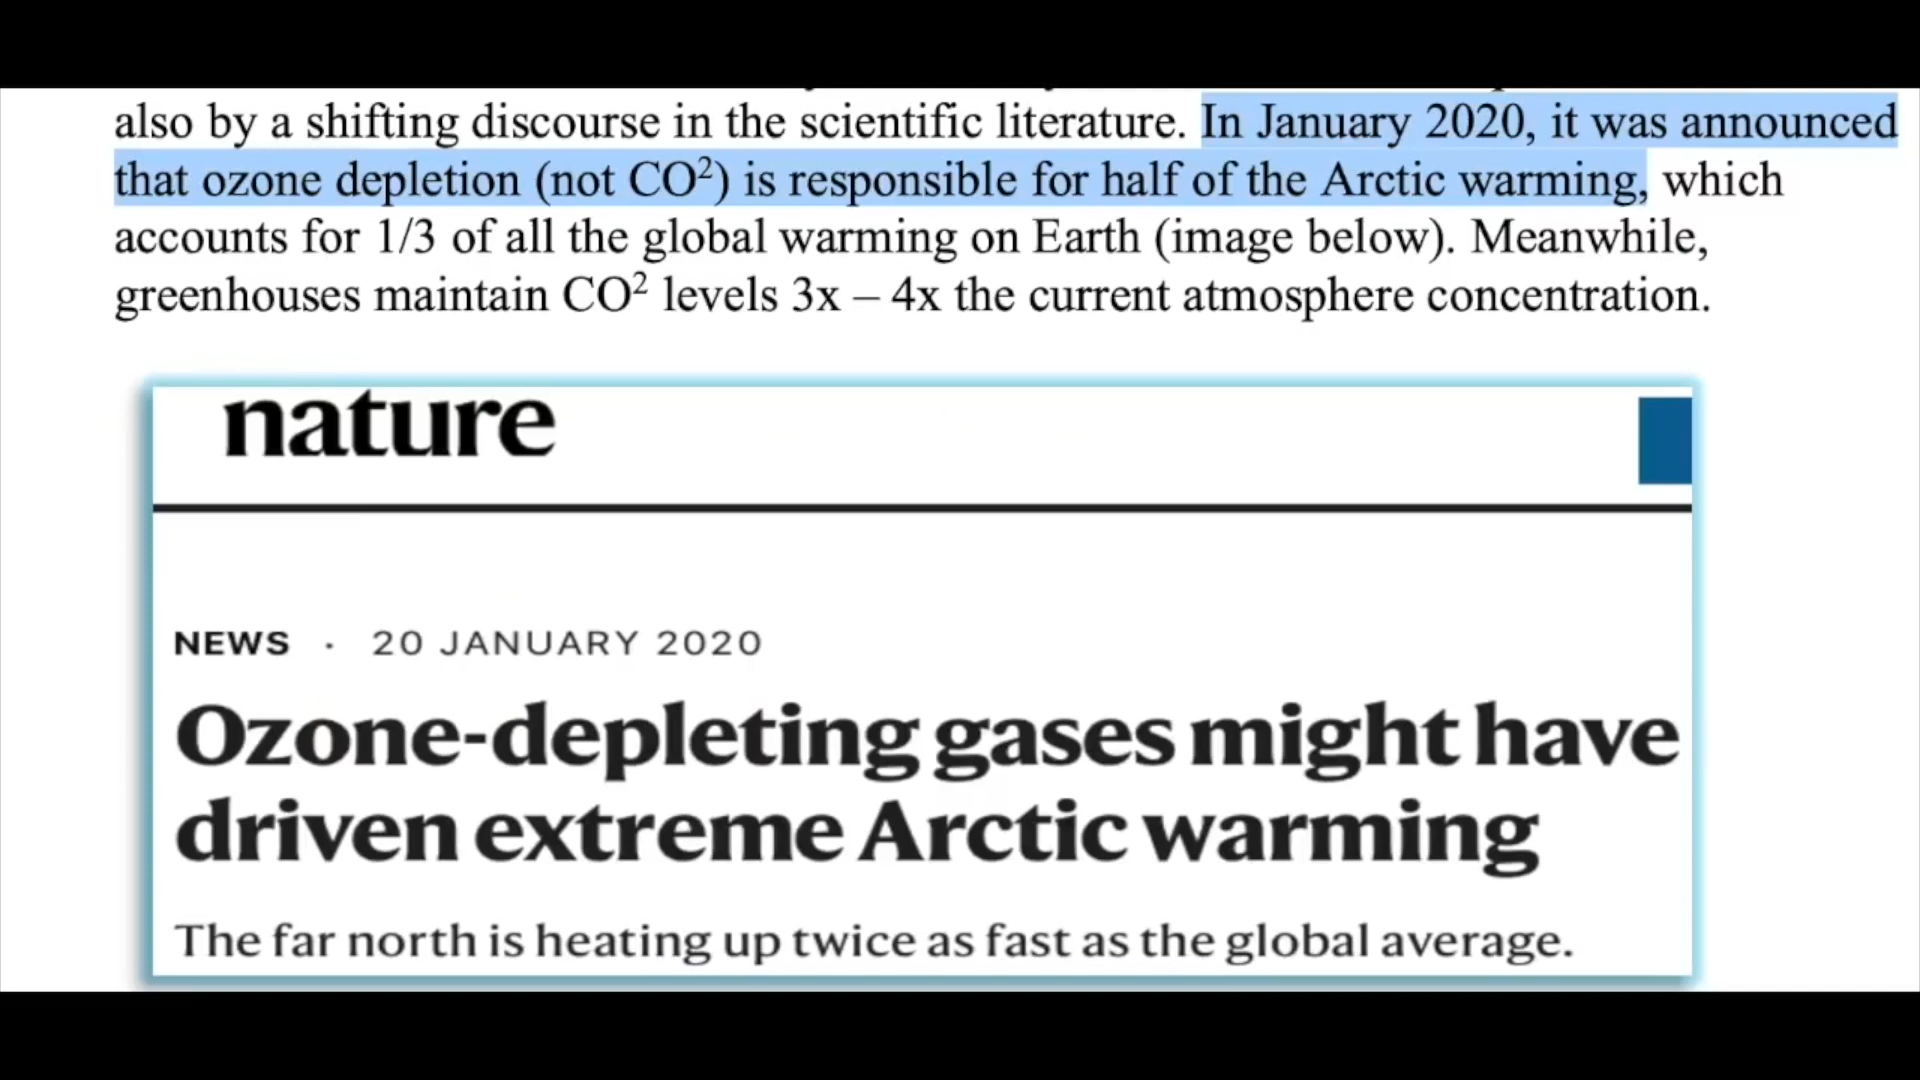 also by a shifting discourse in the scientific literature. In January 2020, it was announced
that ozone depletion (not CO²) is responsible for half of the Arctic warming, which
accounts for 1/3 of all the global warming on Earth (image below). Meanwhile,
greenhouses maintain CO² levels 3x – 4x the current atmosphere concentration.
nature
NEWS · 20 JANUARY 2020
Ozone-depleting gases might have
driven extreme Arctic warming
The far north is heating up twice as fast as the global average.